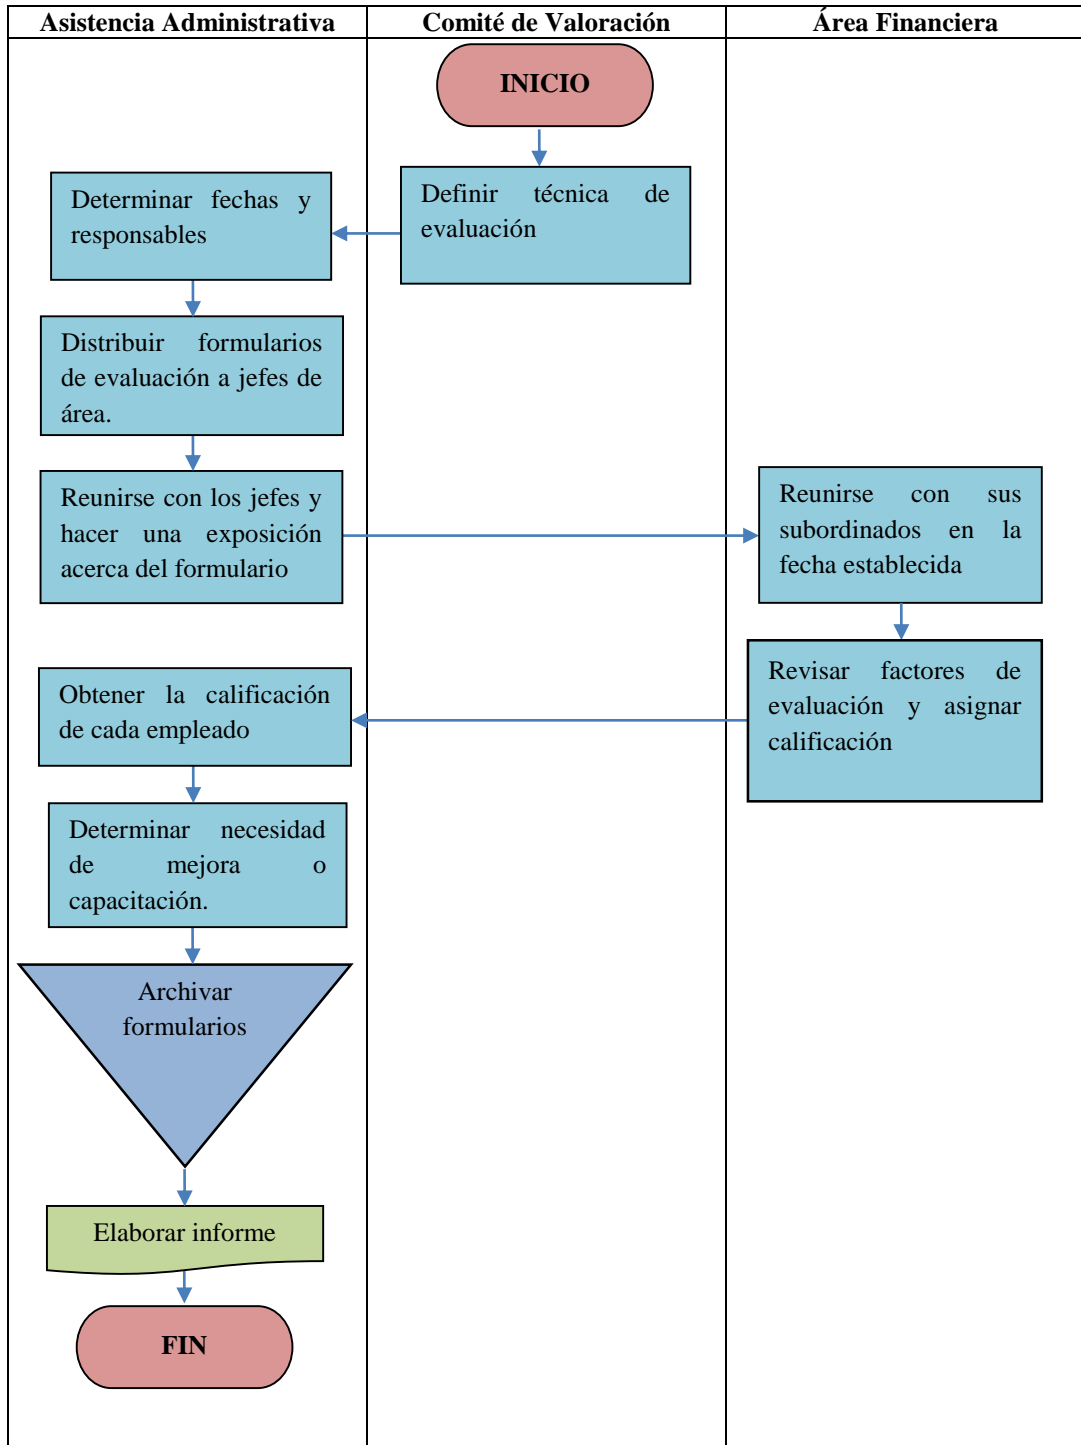 Asistencia Administrativa
Comité de Valoración
Área Financiera
INICIO
Definir técnica de
evaluación
Determinar fechas y
responsables
Distribuir formularios
de evaluación a jefes de
área.
Reunirse con los jefes y
hacer una exposición
acerca del formulario
Reunirse con sus
subordinados en la
fecha establecida
Revisar factores de
evaluación y asignar
calificación
Obtener la calificación
de cada empleado
Determinar necesidad
de mejora o
capacitación.
Archivar
formularios
Elaborar informe
FIN